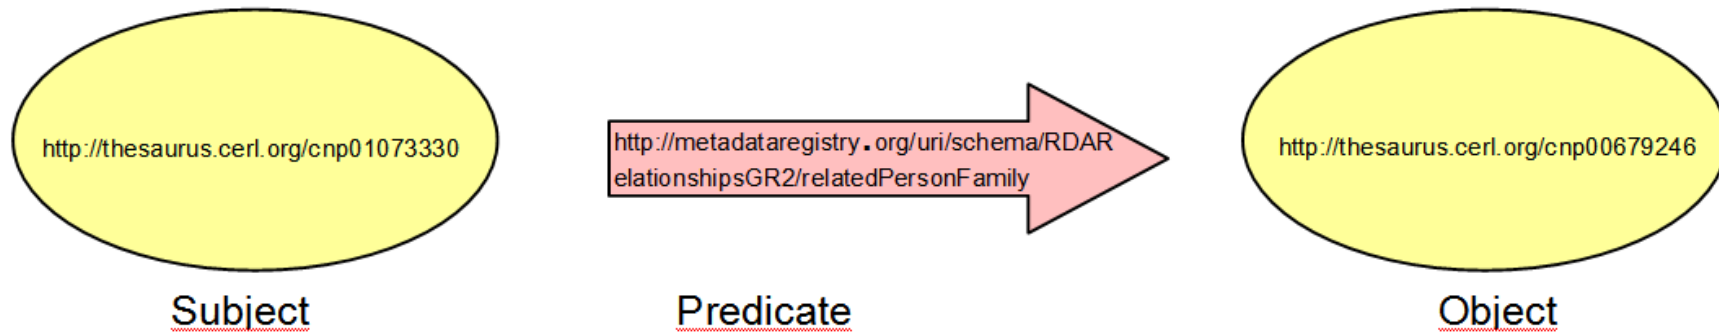 http://thesaurus.cerl.org/cnp01073330
http://metadataregistry.org/uri/schema/RDAR
elationshipsGR2/relatedPersonFamily
http://thesaurus.cerl.org/cnp00679246
Subject
Predicate
Object